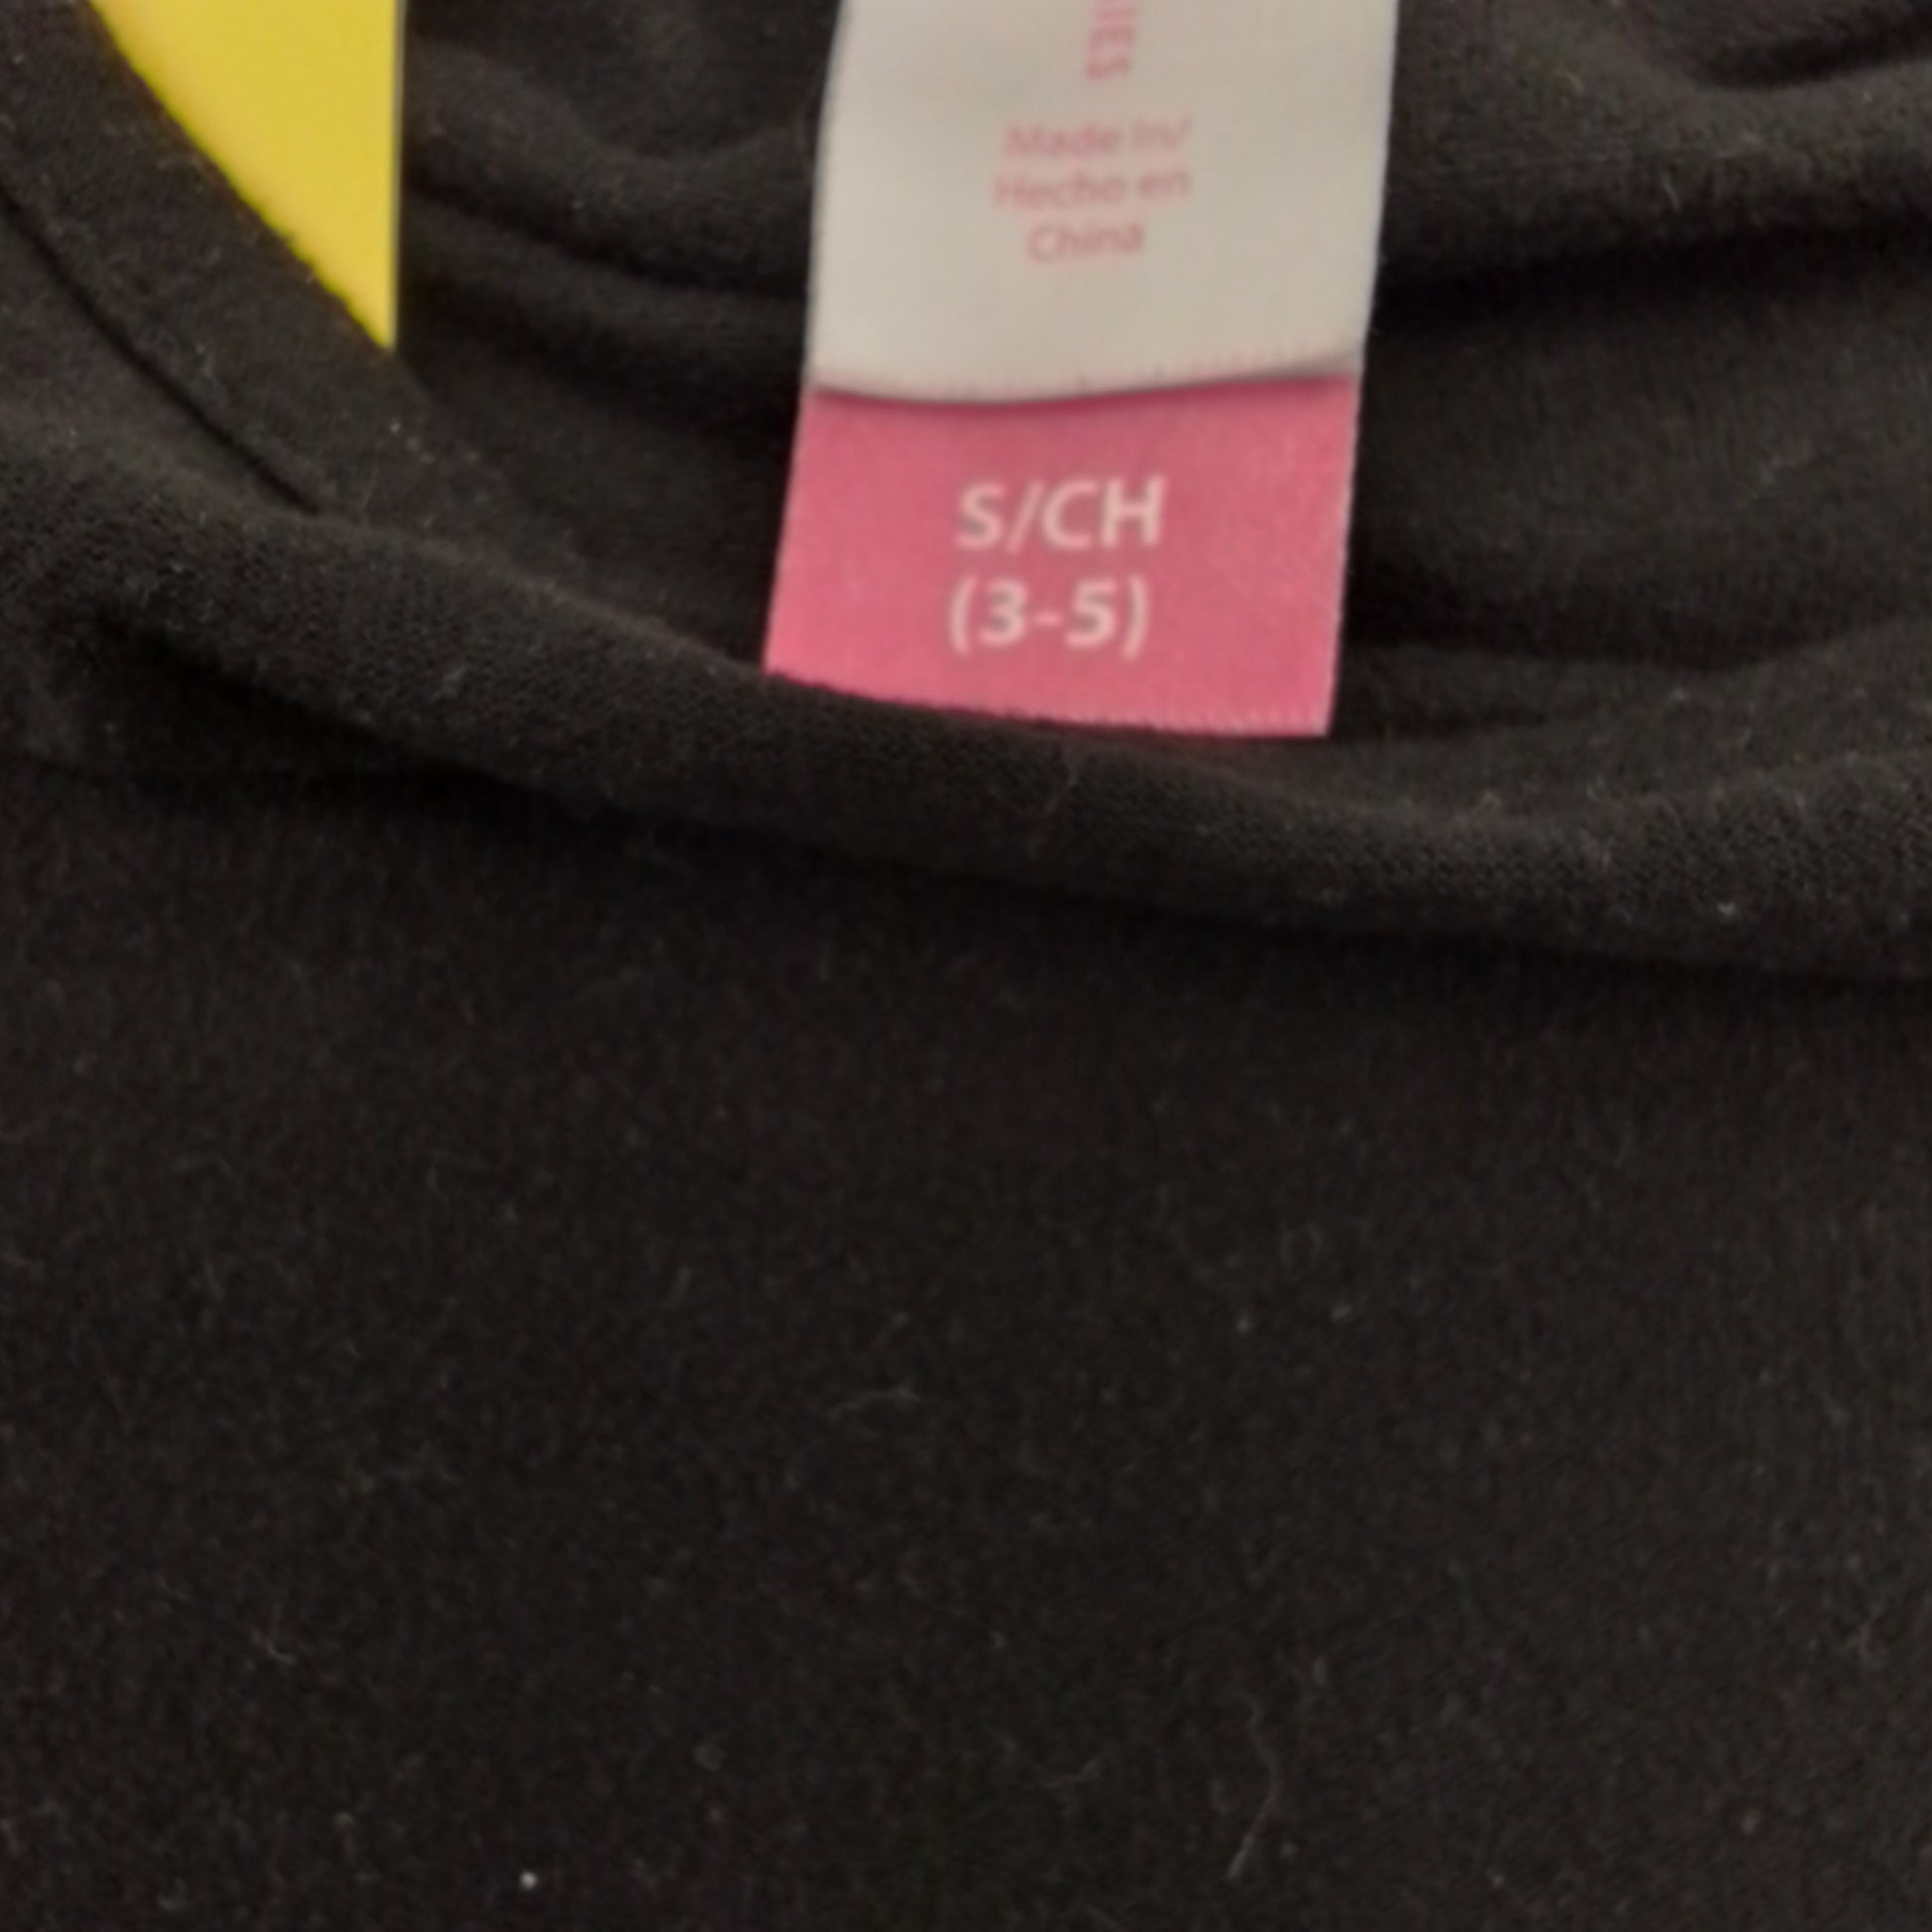 Made in/
Hecho en
China
S/CH
(3-5)